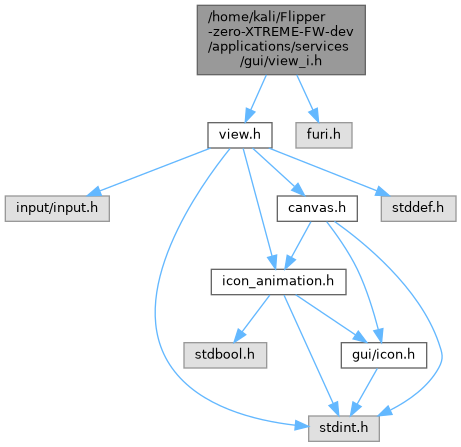 /home/kali/Flipper
-zero-XTREME-FW-dev
/applications/services
/gui/view_i.h
view.h
furi.h
input/input.h
canvas.h
stddef.h
icon_animation.h
stdbool.h
gui/icon.h
stdint.h